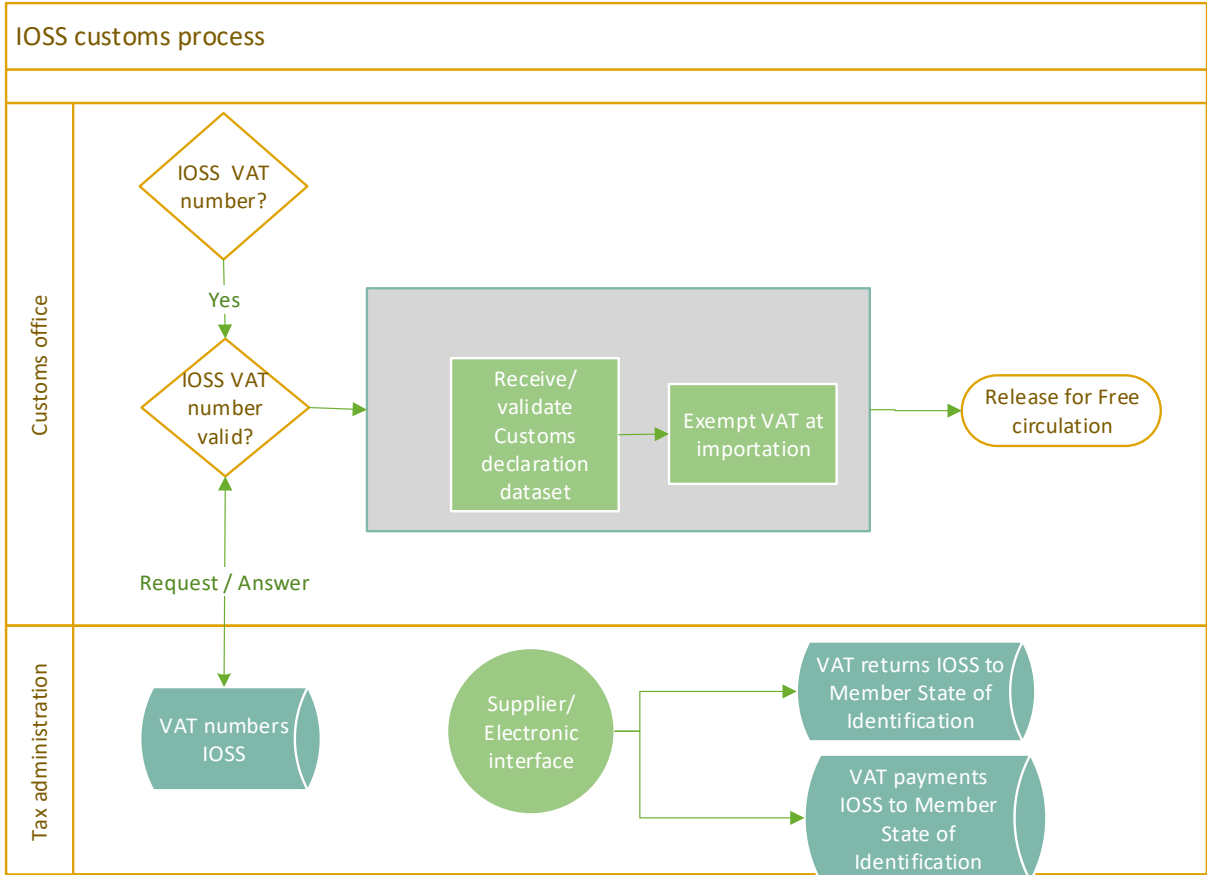 IOSS customs process
Customs office
IOSS VAT
number?
Yes
IOSS VAT
number
valid?
Receive/
validate
Customs
declaration
dataset
Exempt VAT at
importation
Release for Free
circulation
Request / Answer
Tax administration
VAT numbers
IOSS
Supplier/
Electronic
interface
VAT returns IOSS to
Member State of
Identification
VAT payments
IOSS to Member
State of
Identification